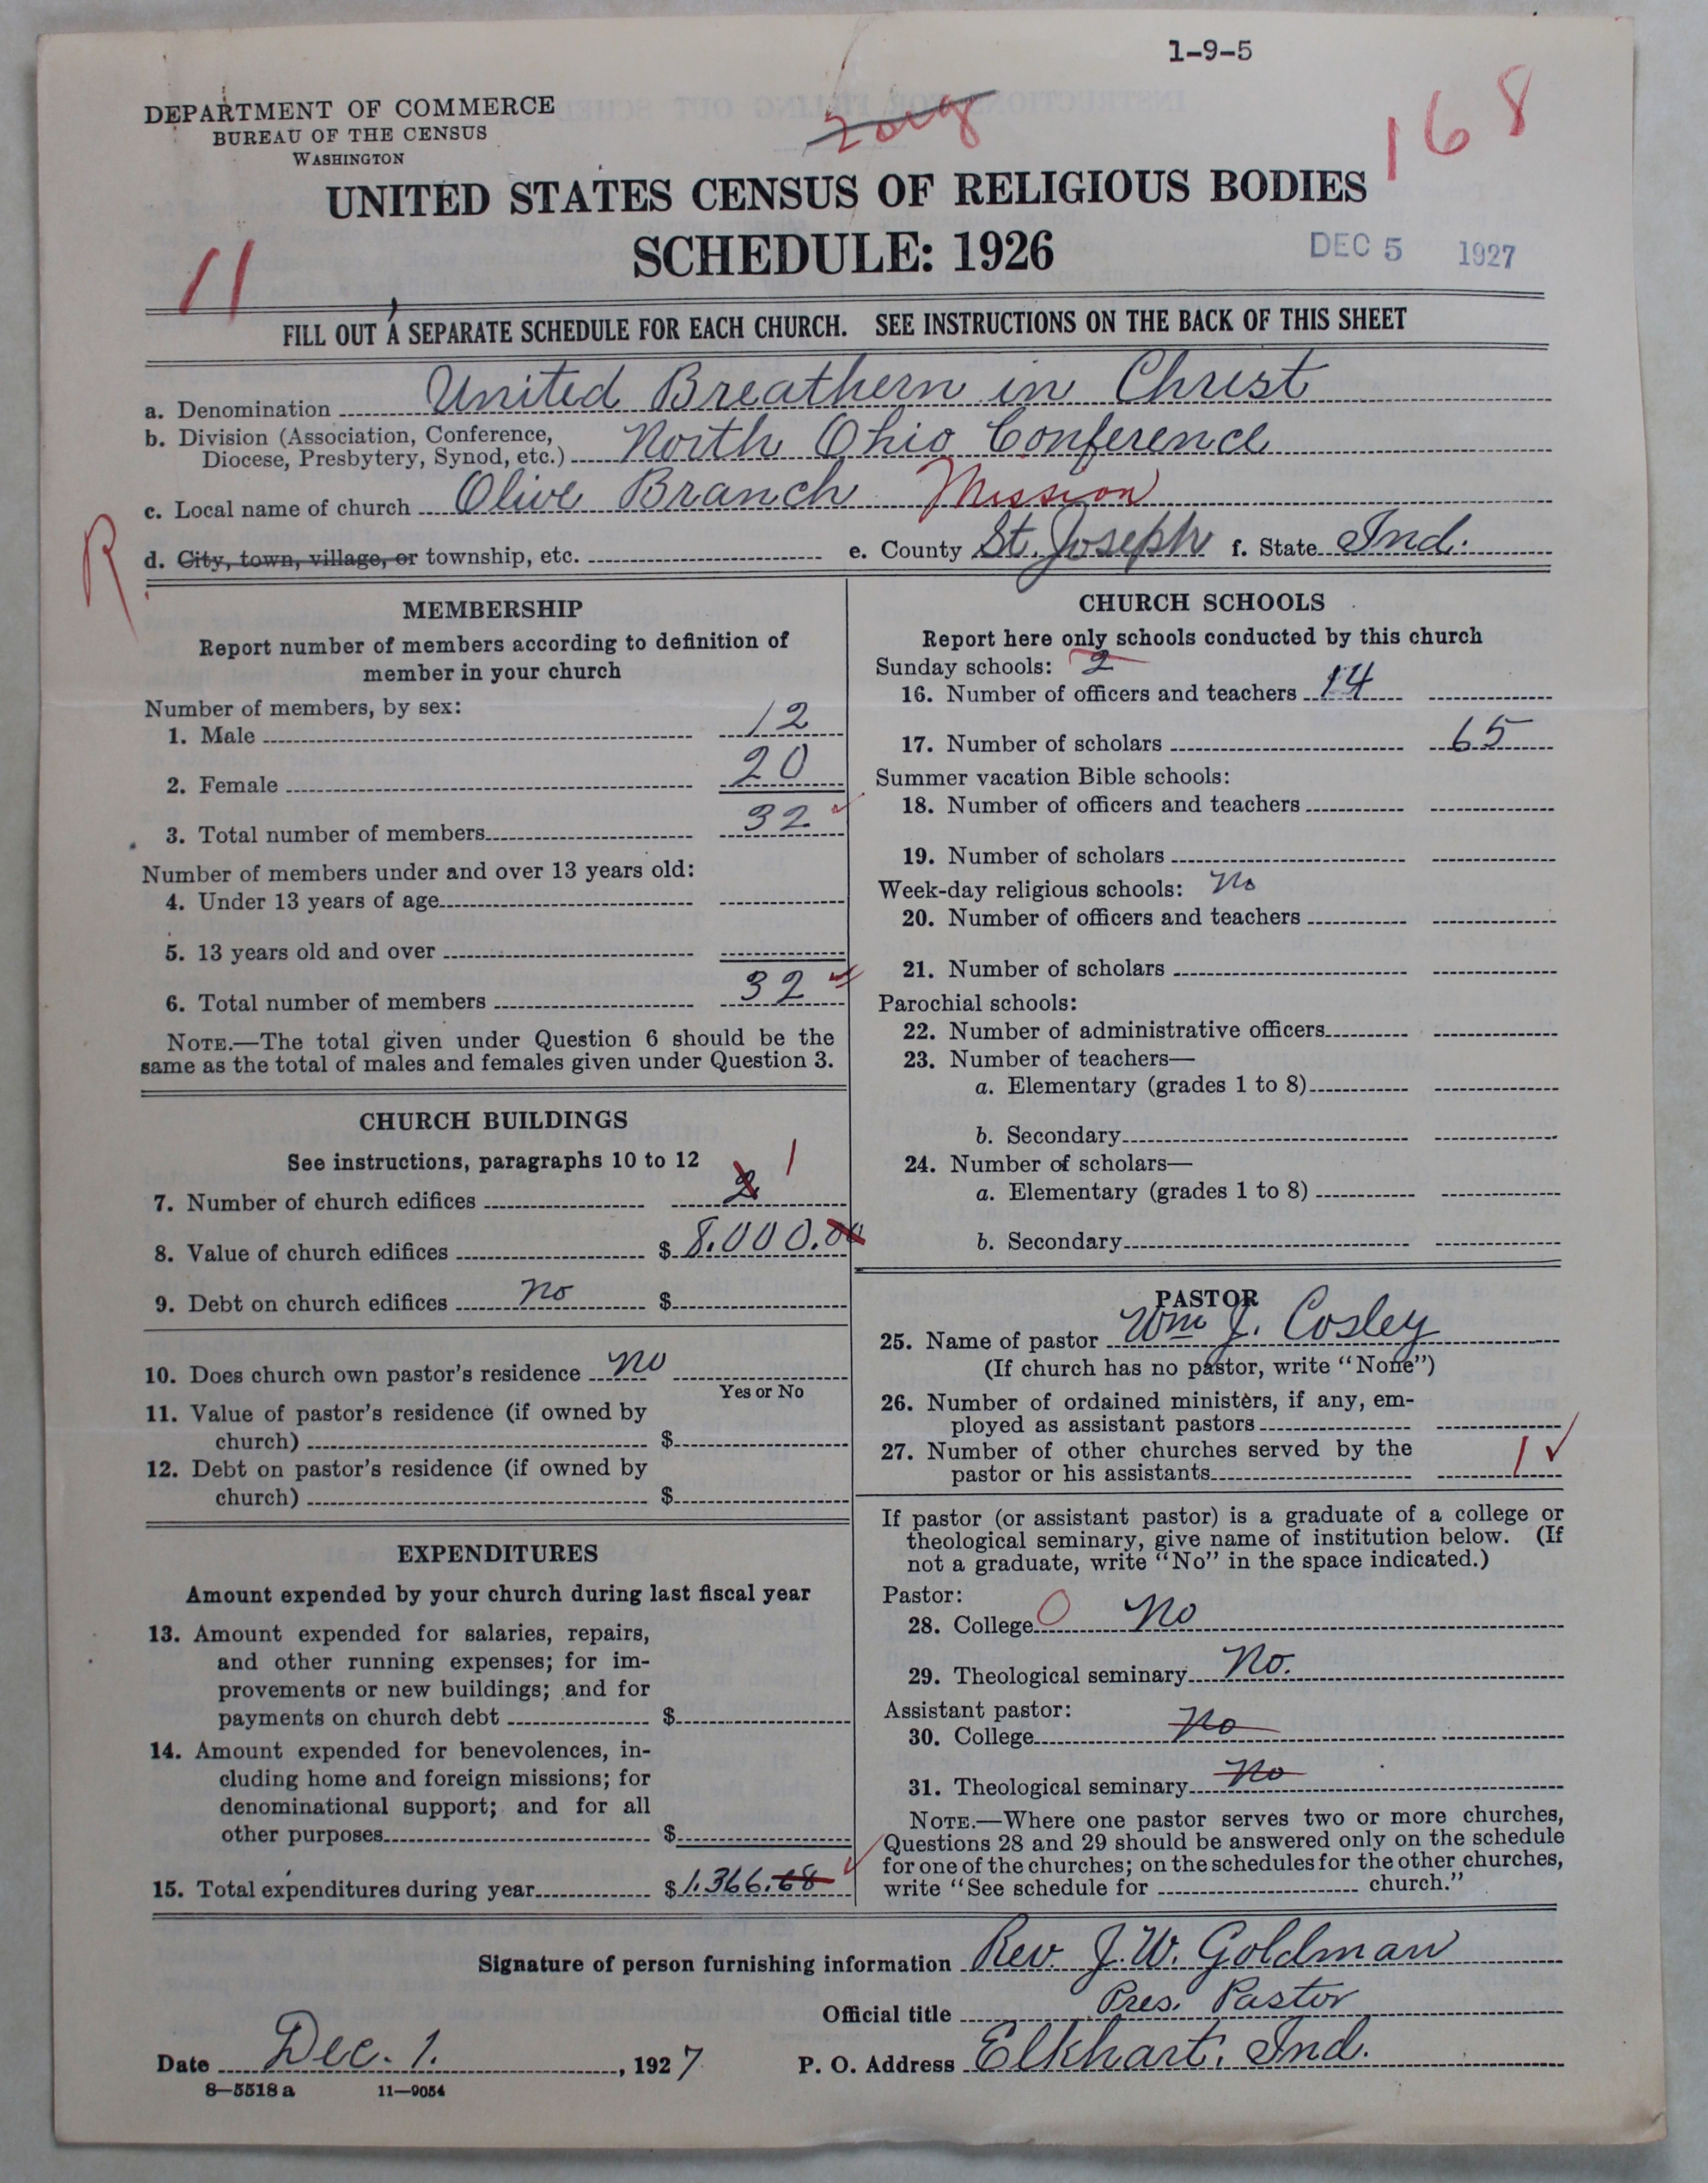 1-9-5
DEPARTMENT OF COMMERCE
BUREAU OF THE CENSUS
WASHINGTON
168
UNITED STATES CENSUS OF RELIGIOUS BODIES
SCHEDULE: 1926
DEC 5 1927
11
FILL OUT A SEPARATE SCHEDULE FOR EACH CHURCH. SEE INSTRUCTIONS ON THE BACK OF THIS SHEET
a. Denomination United Breathern in Christ
b. Division (Association, Conference,
Diocese, Presbytery, Synod, etc.) North Ohio Conference
c. Local name of church Olive Branch Mission
R
d. City, town, village, or township, etc. e. County St. Joseph f. State Ind.
MEMBERSHIP
Report number of members according to definition of
member in your church
Number of members, by sex:
1. Male 12
2. Female 20
3. Total number of members 32
Number of members under and over 13 years old:
4. Under 13 years of age
5. 13 years old and over
6. Total number of members 32
NOTE.—The total given under Question 6 should be the
same as the total of males and females given under Question 3.
CHURCH BUILDINGS
See instructions, paragraphs 10 to 12
7. Number of church edifices 2 1
8. Value of church edifices $ 8.000.00
9. Debt on church edifices no $
10. Does church own pastor's residence no
Yes or No
11. Value of pastor's residence (if owned by
church) $
12. Debt on pastor's residence (if owned by
church) $
EXPENDITURES
Amount expended by your church during last fiscal year
13. Amount expended for salaries, repairs,
and other running expenses; for im-
provements or new buildings; and for
payments on church debt $
14. Amount expended for benevolences, in-
cluding home and foreign missions; for
denominational support; and for all
other purposes $
15. Total expenditures during year $ 1.366.68
CHURCH SCHOOLS
Report here only schools conducted by this church
Sunday schools: 2
16. Number of officers and teachers 14
17. Number of scholars 65
Summer vacation Bible schools:
18. Number of officers and teachers
19. Number of scholars
Week-day religious schools: No
20. Number of officers and teachers
21. Number of scholars
Parochial schools:
22. Number of administrative officers
23. Number of teachers—
a. Elementary (grades 1 to 8)
b. Secondary
24. Number of scholars—
a. Elementary (grades 1 to 8)
b. Secondary
PASTOR
25. Name of pastor Wm J. Cosley
(If church has no pastor, write "None")
26. Number of ordained ministers, if any, em-
ployed as assistant pastors
27. Number of other churches served by the
pastor or his assistants 1 ✓
If pastor (or assistant pastor) is a graduate of a college or
theological seminary, give name of institution below. (If
not a graduate, write "No" in the space indicated.)
Pastor:
28. College 0 No
29. Theological seminary No.
Assistant pastor:
30. College No
31. Theological seminary No
NOTE.—Where one pastor serves two or more churches,
Questions 28 and 29 should be answered only on the schedule
for one of the churches; on the schedules for the other churches,
write "See schedule for church."
Signature of person furnishing information Rev. J. W. Goldman
Official title Pres. Pastor
Date Dec. 1. , 1927 P. O. Address Elkhart, Ind.
8—5518 a 11—9054